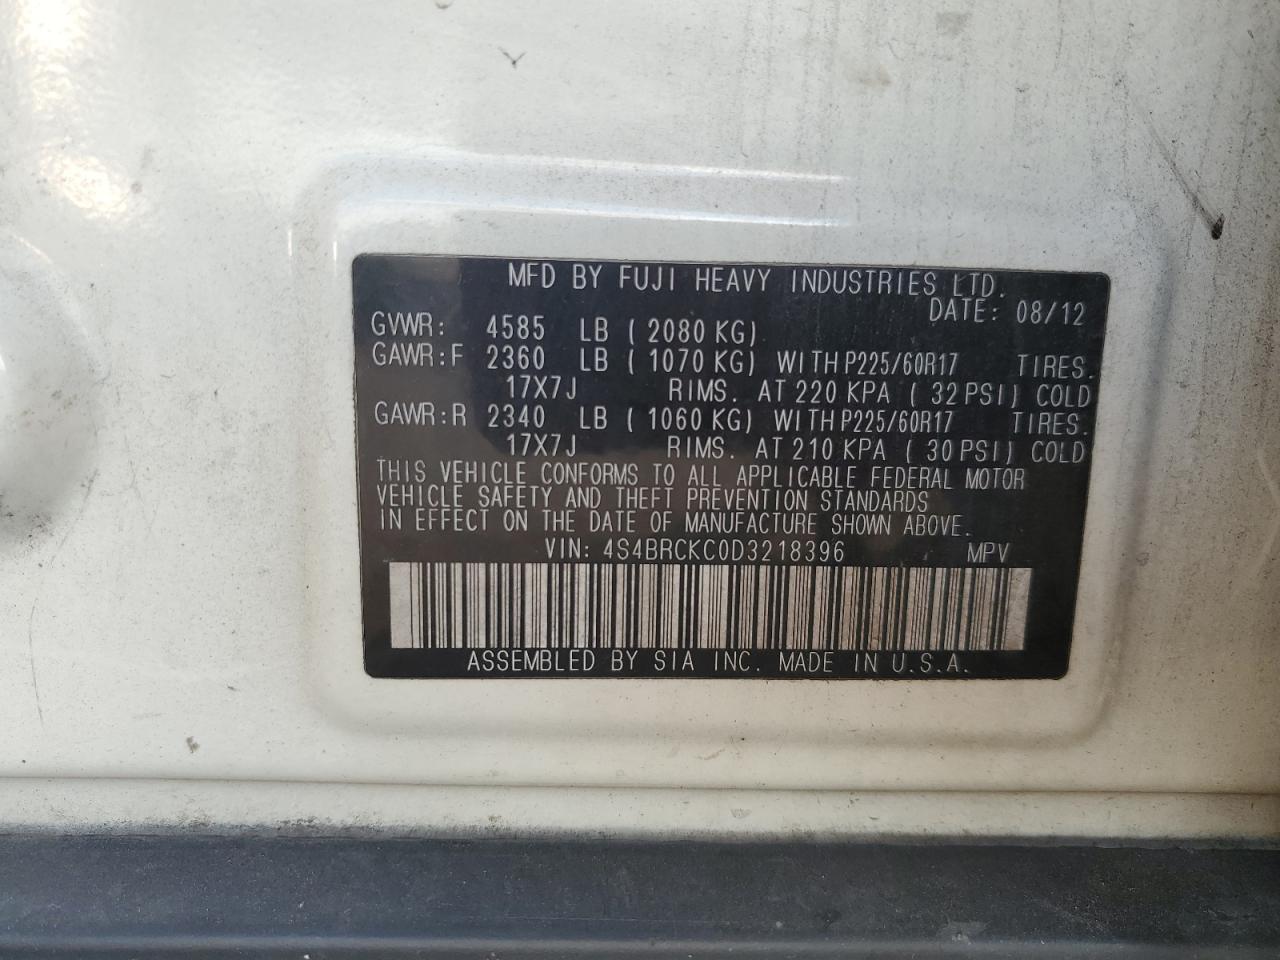 MFD BY FUJI HEAVY INDUSTRIES LTD.
DATE: 08/12
GVWR: 4585 LB ( 2080 KG)
GAWR:F 2360 LB ( 1070 KG) WITH P225/60R17 TIRES.
17X7J RIMS. AT 220 KPA ( 32 PSI) COLD
GAWR:R 2340 LB ( 1060 KG) WITH P225/60R17 TIRES.
17X7J RIMS. AT 210 KPA ( 30 PSI) COLD
THIS VEHICLE CONFORMS TO ALL APPLICABLE FEDERAL MOTOR
VEHICLE SAFETY AND THEFT PREVENTION STANDARDS
IN EFFECT ON THE DATE OF MANUFACTURE SHOWN ABOVE.
VIN: 4S4BRCKC0D3218396 MPV
ASSEMBLED BY SIA INC. MADE IN U.S.A.